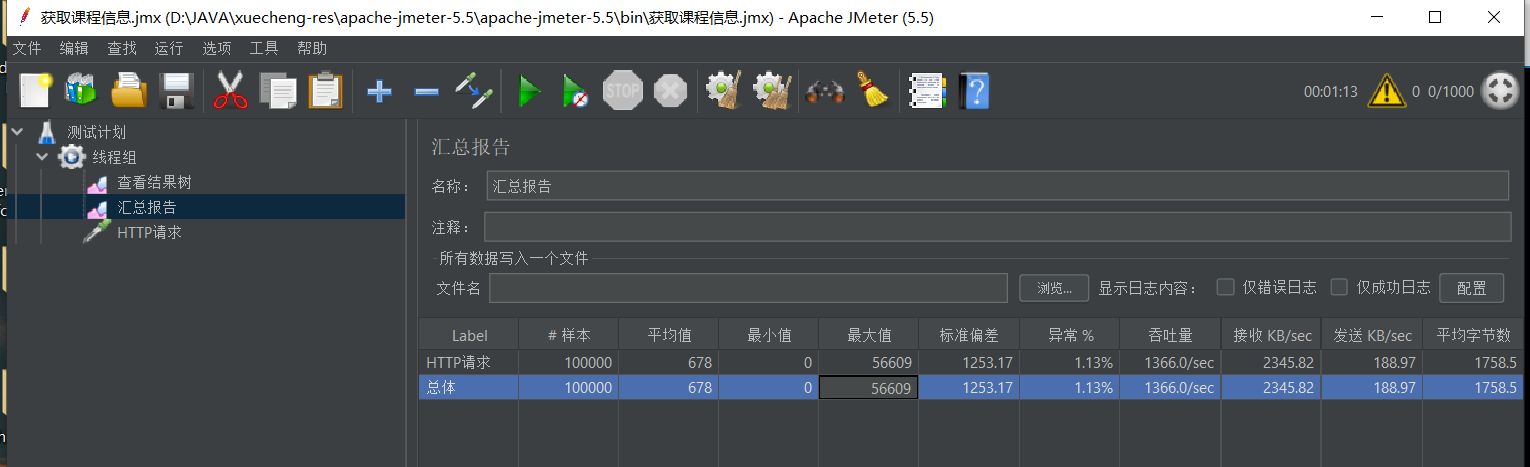 获取课程信息.jmx (D:\JAVA\xuecheng-res\apache-jmeter-5.5\apache-jmeter-5.5\bin\获取课程信息.jmx) - Apache JMeter (5.5)
文件 编辑 查找 运行 选项 工具 帮助
STOP 00:01:13 0 0/1000
测试计划
线程组
查看结果树
汇总报告
HTTP请求
汇总报告
名称： 汇总报告
注释：
所有数据写入一个文件
文件名 浏览... 显示日志内容： 仅错误日志 仅成功日志 配置
Label # 样本 平均值 最小值 最大值 标准偏差 异常 % 吞吐量 接收 KB/sec 发送 KB/sec 平均字节数
HTTP请求 100000 678 0 56609 1253.17 1.13% 1366.0/sec 2345.82 188.97 1758.5
总体 100000 678 0 56609 1253.17 1.13% 1366.0/sec 2345.82 188.97 1758.5